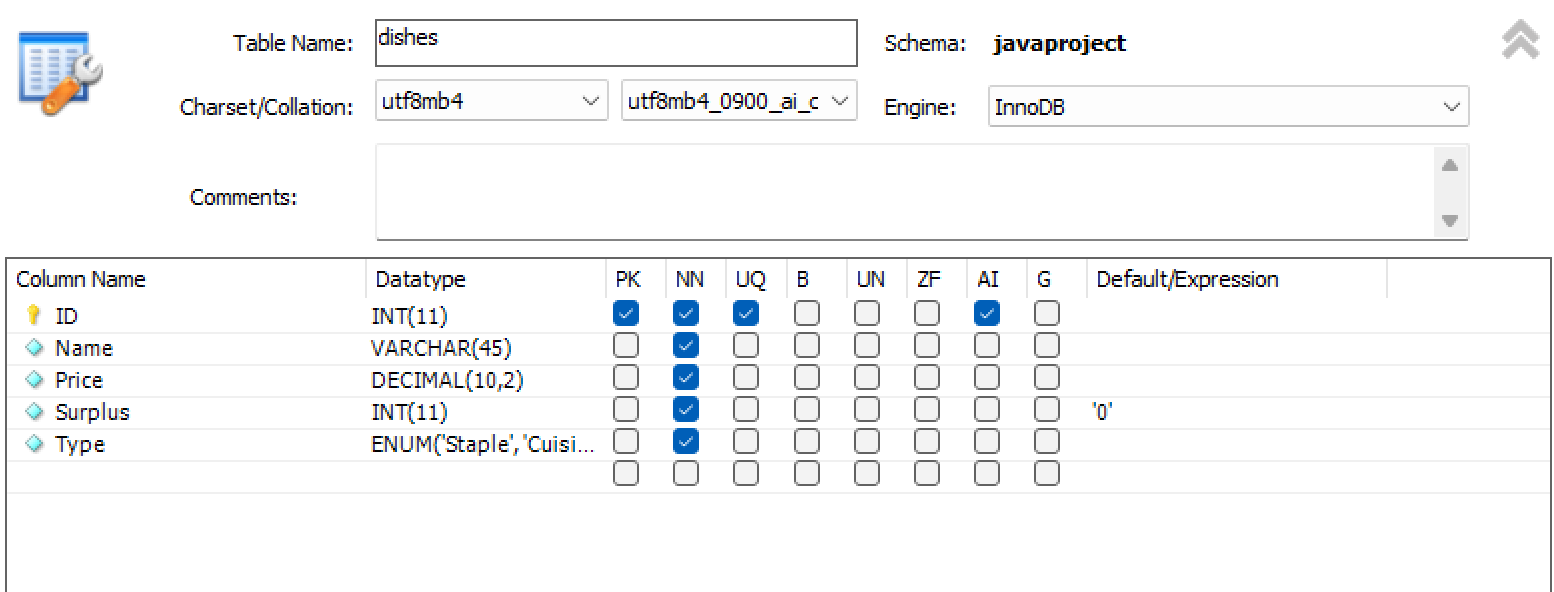 Table Name: dishes Schema: javaproject
Charset/Collation: utf8mb4 utf8mb4_0900_ai_c Engine: InnoDB
Comments:
Column Name Datatype PK NN UQ B UN ZF AI G Default/Expression
ID INT(11)
Name VARCHAR(45)
Price DECIMAL(10,2)
Surplus INT(11) '0'
Type ENUM('Staple', 'Cuisi...